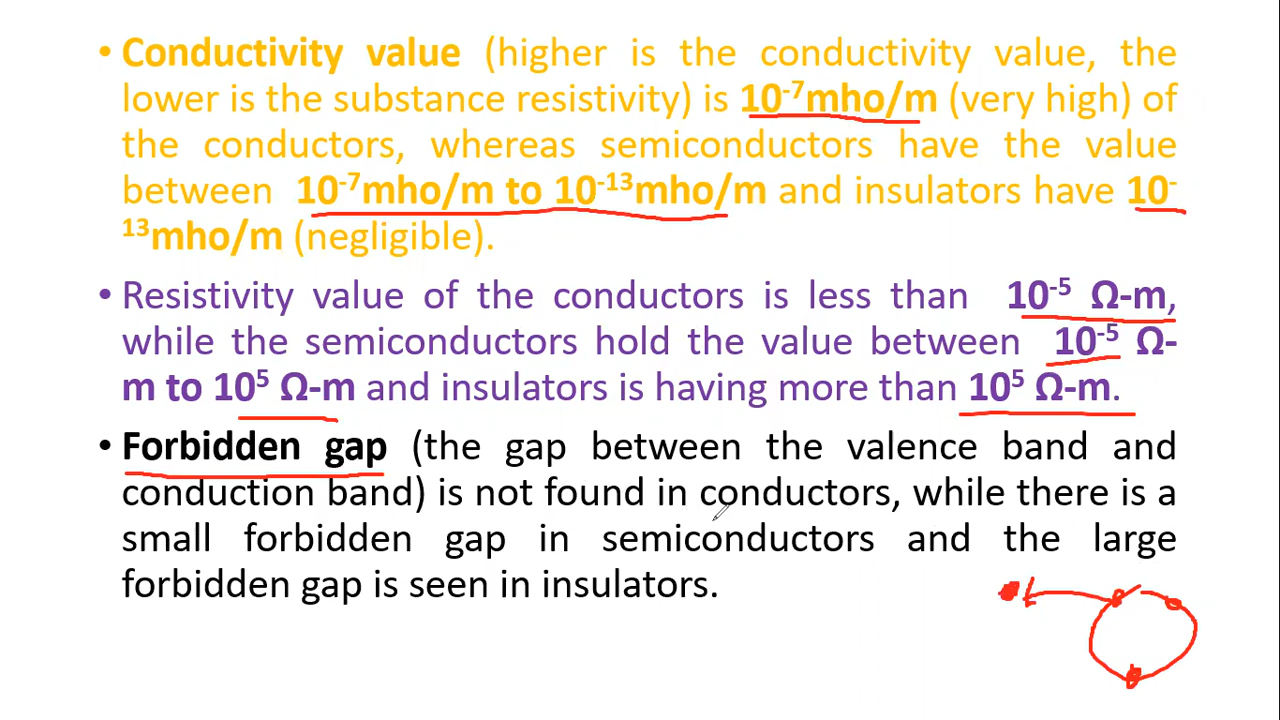 • Conductivity value (higher is the conductivity value, the
lower is the substance resistivity) is 10⁻⁷mho/m (very high) of
the conductors, whereas semiconductors have the value
between 10⁻⁷mho/m to 10⁻¹³mho/m and insulators have 10⁻
¹³mho/m (negligible).
• Resistivity value of the conductors is less than 10⁻⁵ Ω-m,
while the semiconductors hold the value between 10⁻⁵ Ω-
m to 10⁵ Ω-m and insulators is having more than 10⁵ Ω-m.
• Forbidden gap (the gap between the valence band and
conduction band) is not found in conductors, while there is a
small forbidden gap in semiconductors and the large
forbidden gap is seen in insulators.